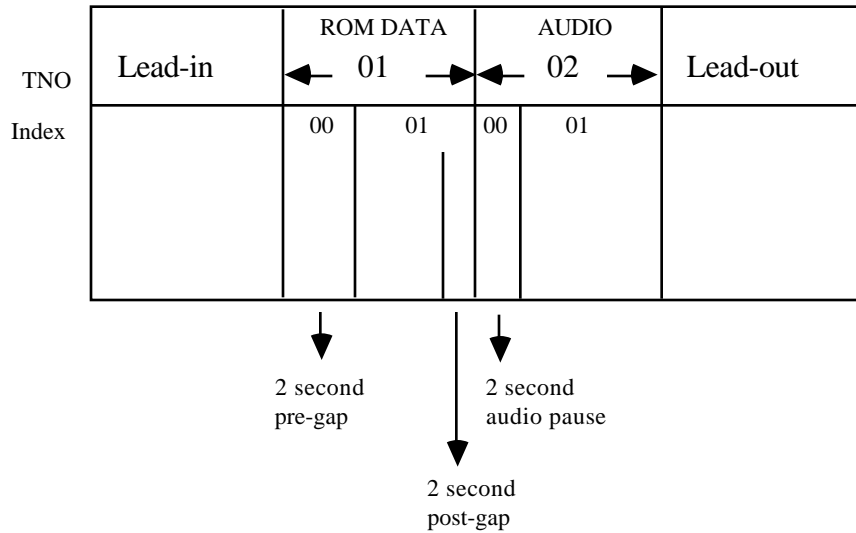 ROM DATA AUDIO
TNO Lead-in 01 02 Lead-out
Index 00 01 00 01
2 second 2 second
pre-gap audio pause
2 second
post-gap